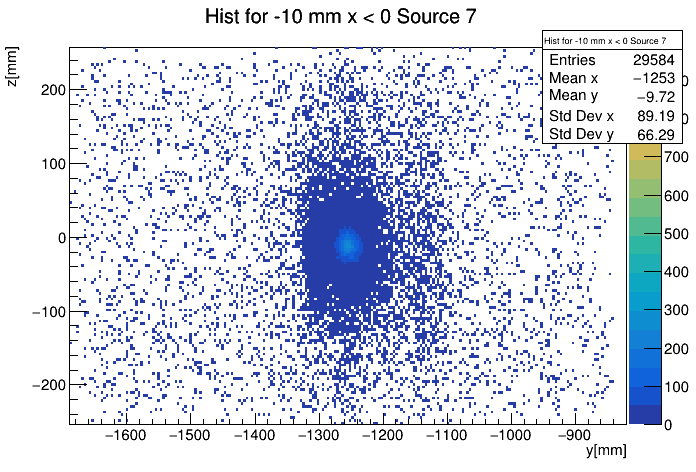 Hist for -10 mm x < 0 Source 7
z[mm]
Hist for -10 mm x < 0 Source 7
Entries 29584
Mean x −1253
Mean y −9.72
Std Dev x 89.19
Std Dev y 66.29
200
100
0
−100
−200
700
600
500
400
300
200
100
0
−1600 −1500 −1400 −1300 −1200 −1100 −1000 −900
y[mm]